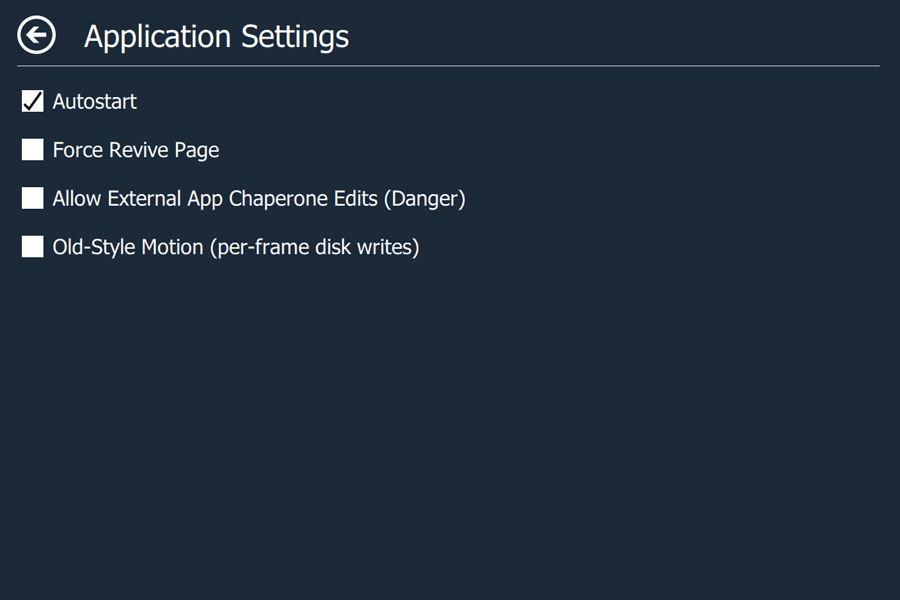 Application Settings
Autostart
Force Revive Page
Allow External App Chaperone Edits (Danger)
Old-Style Motion (per-frame disk writes)